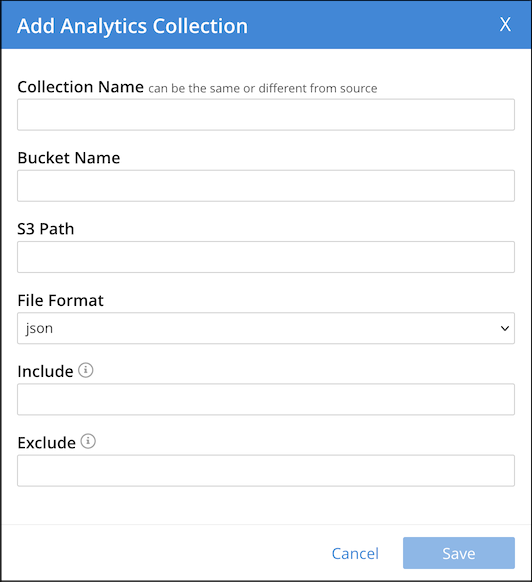 Add Analytics Collection X
Collection Name can be the same or different from source
Bucket Name
S3 Path
File Format
json
Include
Exclude
Cancel Save